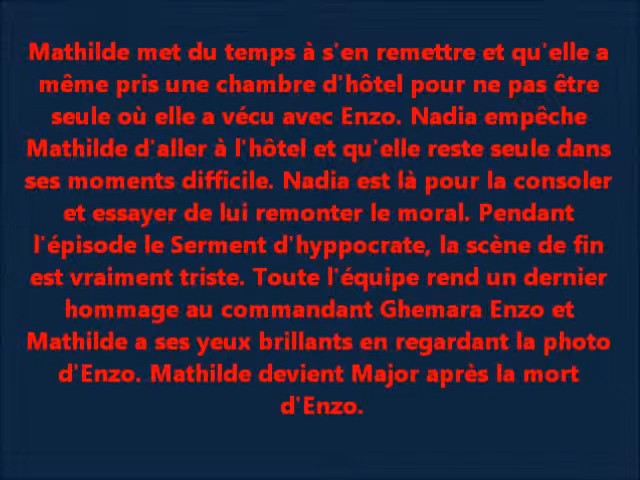 Mathilde met du temps à s'en remettre et qu'elle a
même pris une chambre d'hôtel pour ne pas être
seule où elle a vécu avec Enzo. Nadia empêche
Mathilde d'aller à l'hôtel et qu'elle reste seule dans
ses moments difficile. Nadia est là pour la consoler
et essayer de lui remonter le moral. Pendant
l'épisode le Serment d'hyppocrate, la scène de fin
est vraiment triste. Toute l'équipe rend un dernier
hommage au commandant Ghemara Enzo et
Mathilde a ses yeux brillants en regardant la photo
d'Enzo. Mathilde devient Major après la mort
d'Enzo.